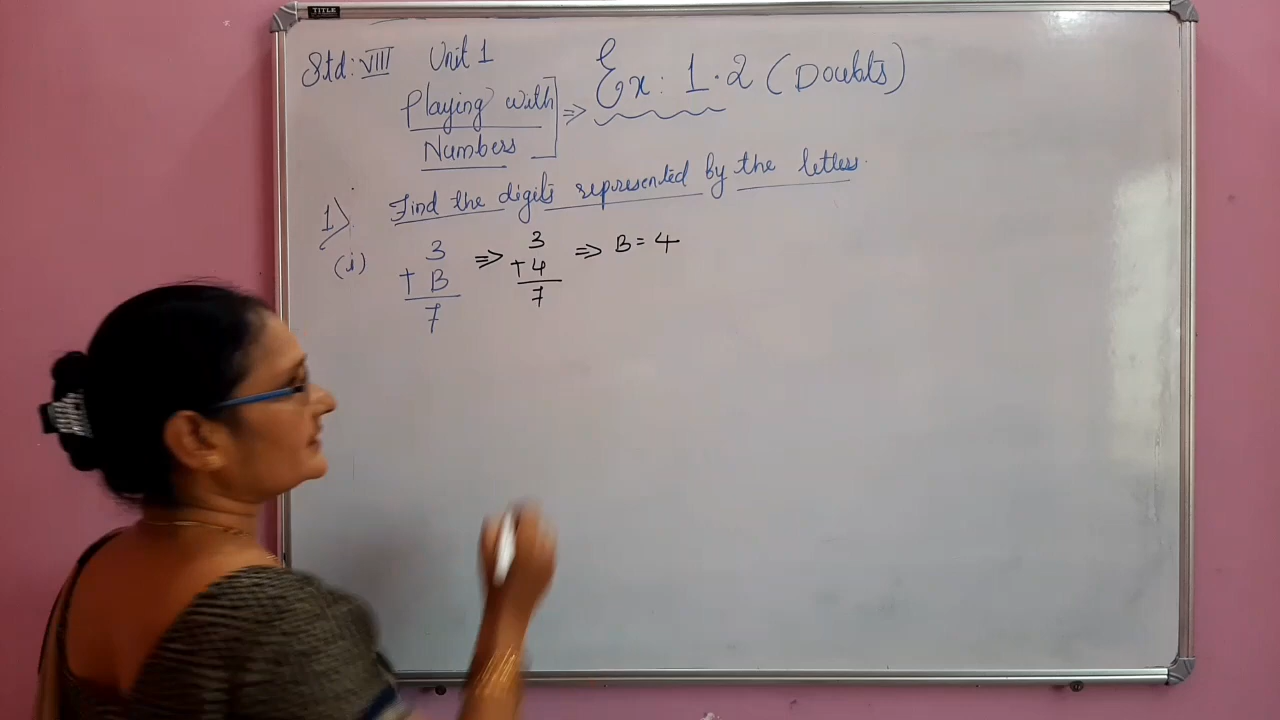 TITLE
Std: VIII Unit 1
Playing with Numbers ⇒ Ex: 1.2 (Doubts)
1) Find the digits represented by the letters.
(i) 3 ⇒ 3 ⇒ B = 4
+ B + 4
7 7